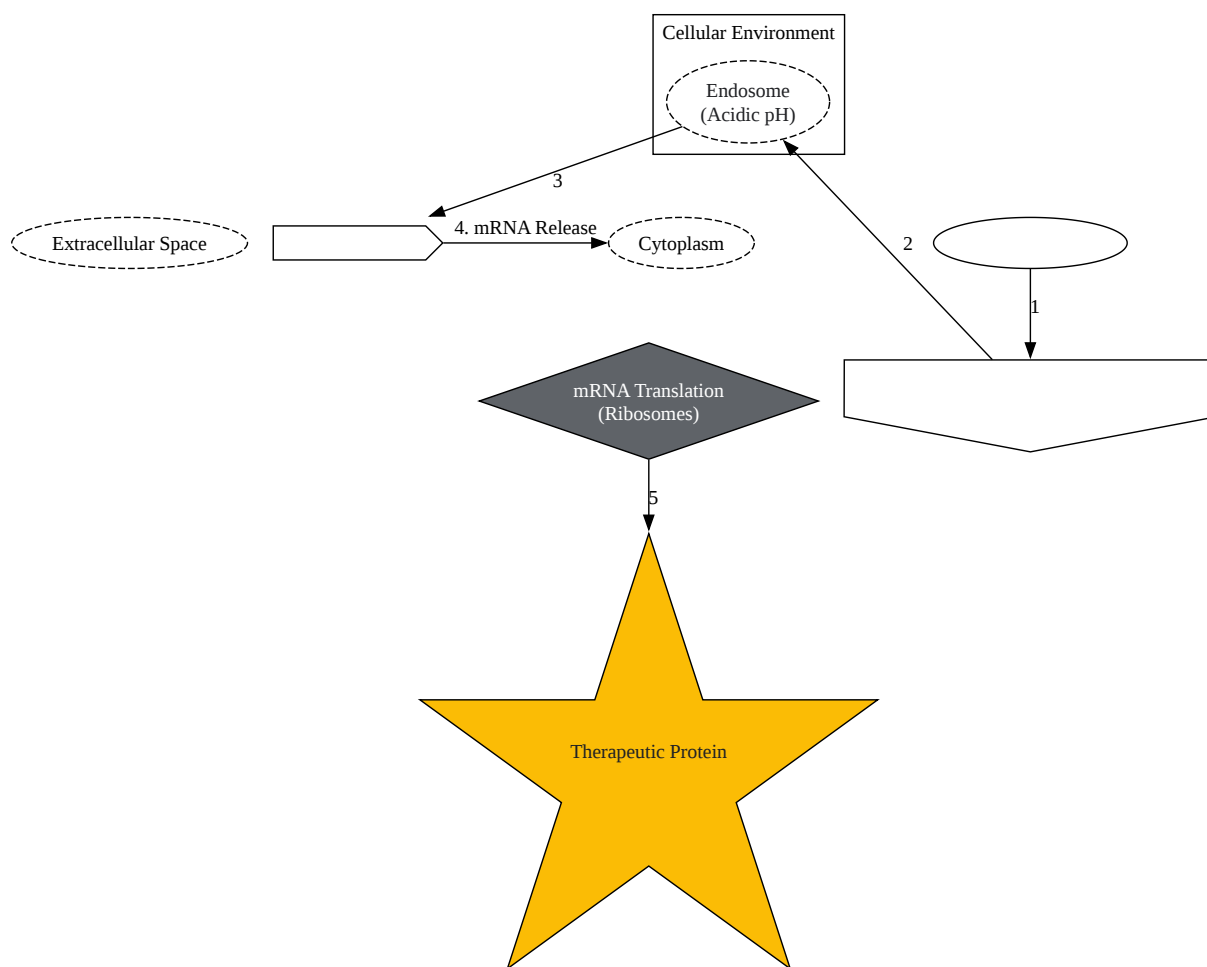 Cellular Environment
Endosome
(Acidic pH)
3
Extracellular Space
4. mRNA Release
Cytoplasm
2
1
mRNA Translation
(Ribosomes)
5
Therapeutic Protein